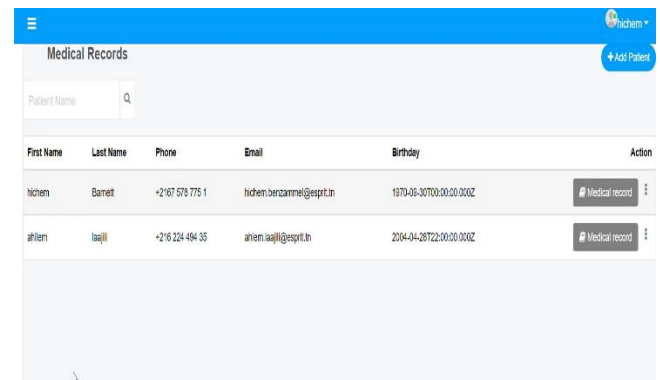 hichem
Medical Records
+ Add Patient
Patient Name
First Name Last Name Phone Email Birthday Action
hichem Barnett +2167 578 775 1 hichem.benzammel@esprit.tn 1970-09-30T00:00:00.000Z Medical record
ahlem laajili +216 224 494 35 ahlem.laajili@esprit.tn 2004-04-28T22:00:00.000Z Medical record